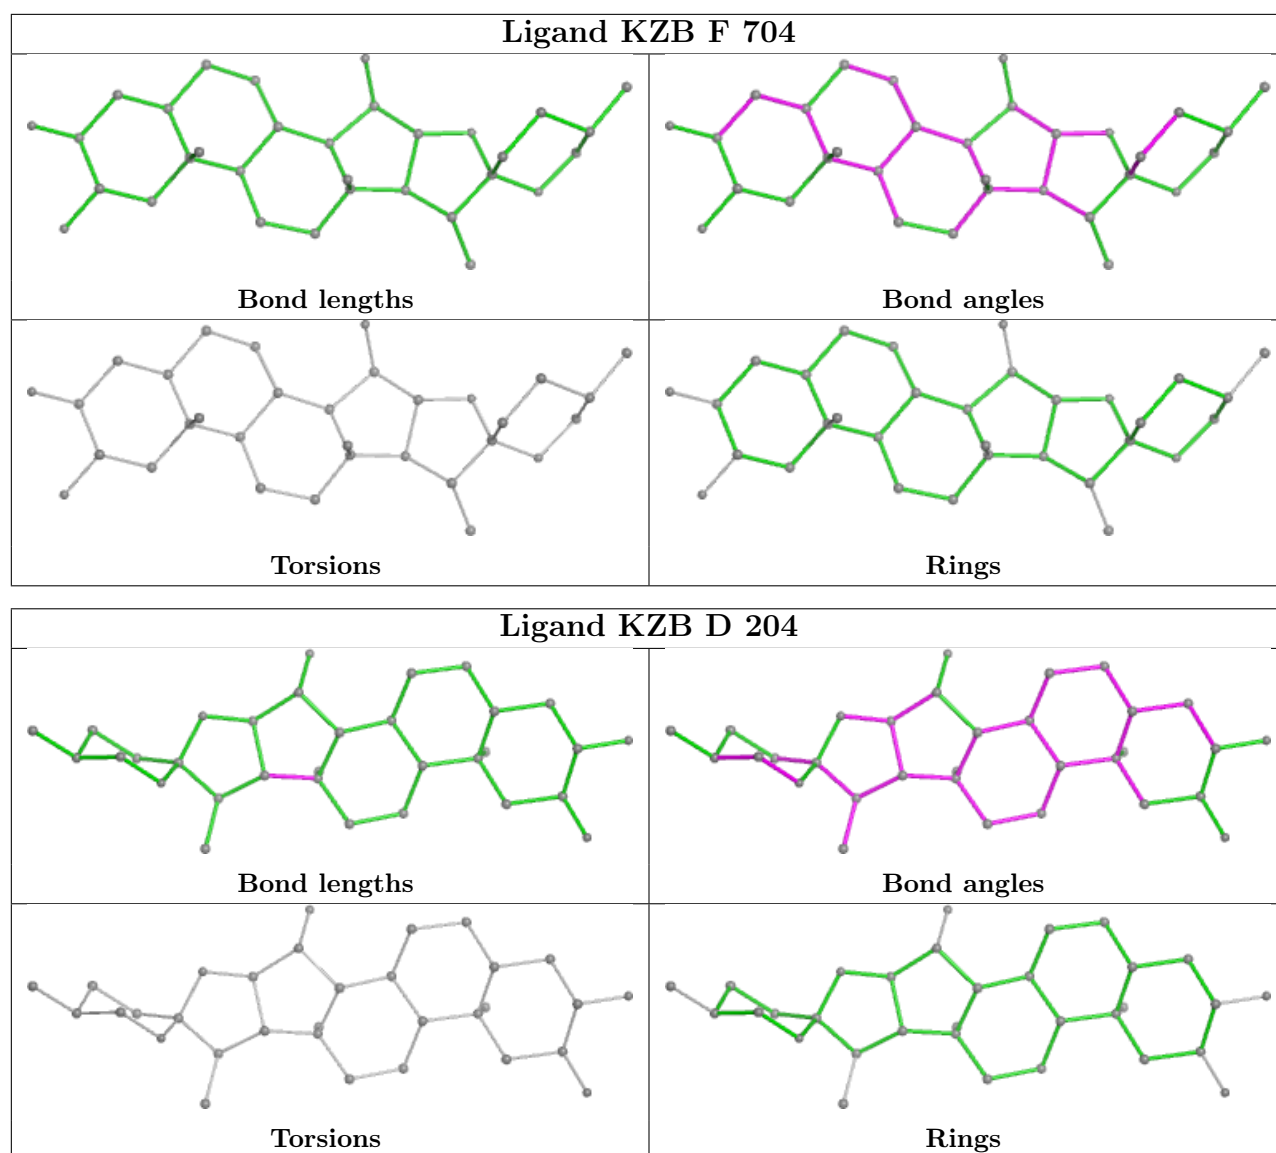 Ligand KZB F 704
Bond lengths
Bond angles
Torsions
Rings
Ligand KZB D 204
Bond lengths
Bond angles
Torsions
Rings